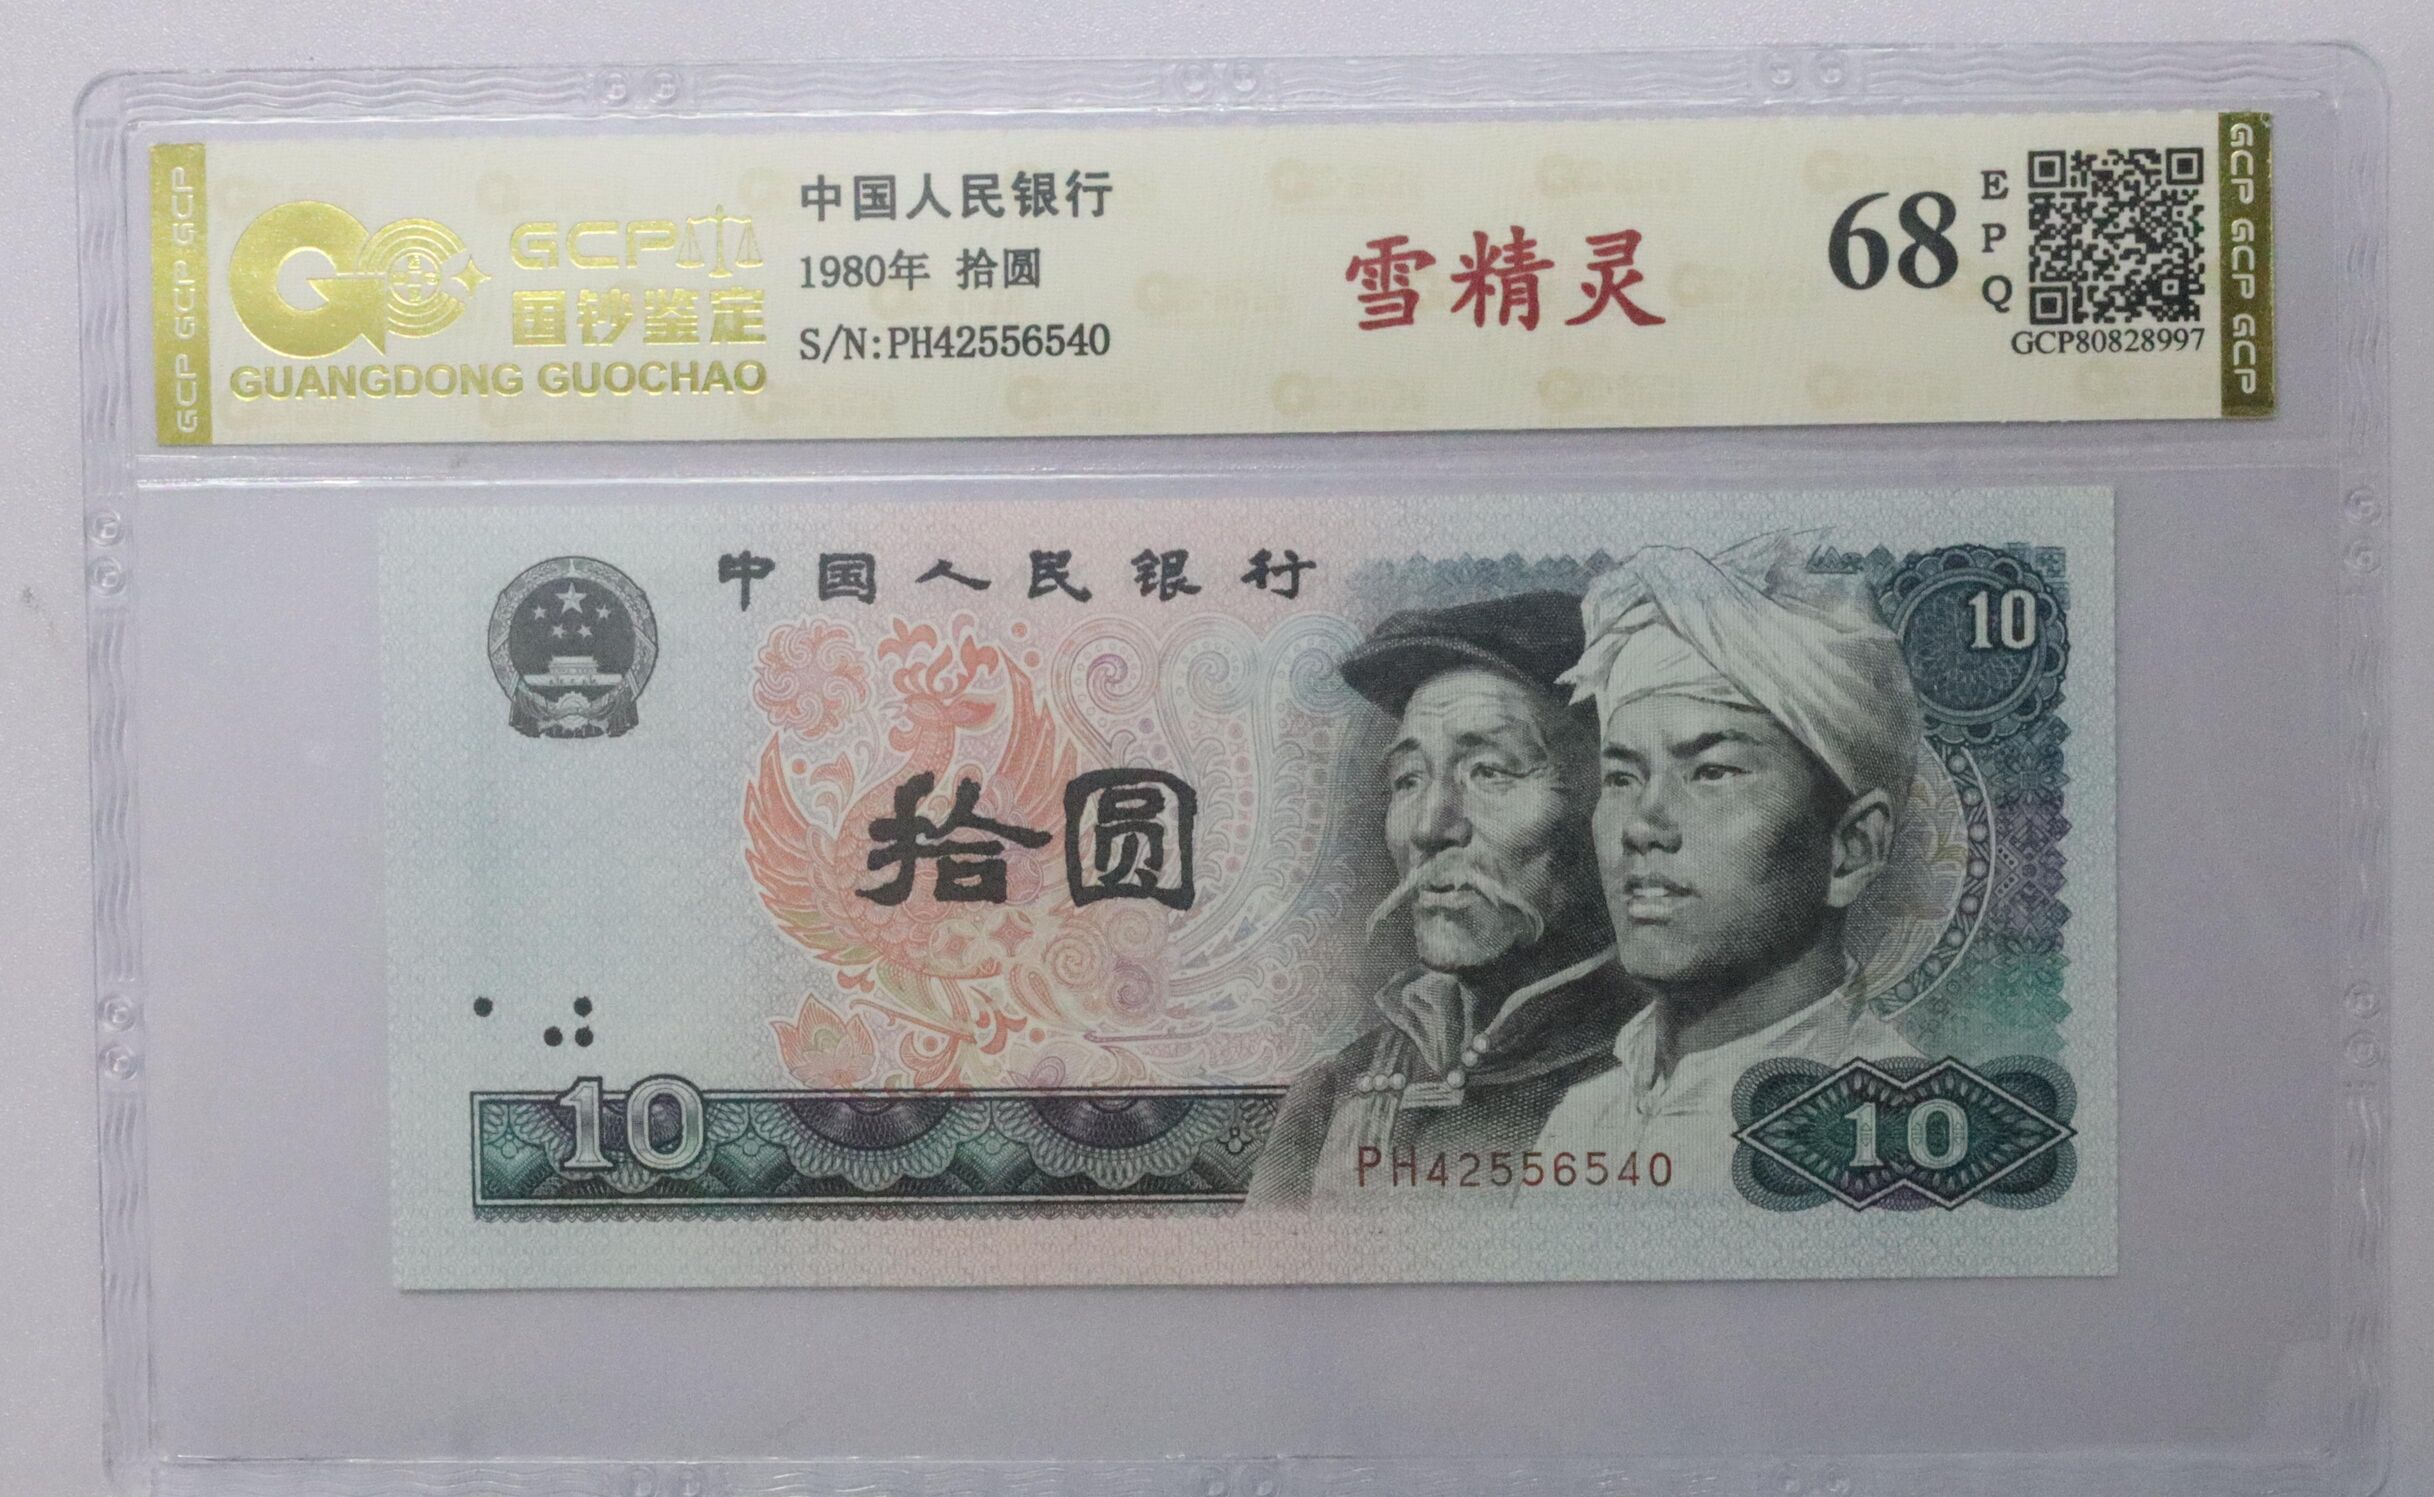 GCP GCP GCP
GCP
国钞鉴定
GUANGDONG GUOCHAO
中国人民银行
1980年 拾圆
S/N:PH42556540
雪精灵
68
EPQ
GCP80828997
GCP GCP GCP
中国人民银行
10
拾圆
10
PH42556540
10